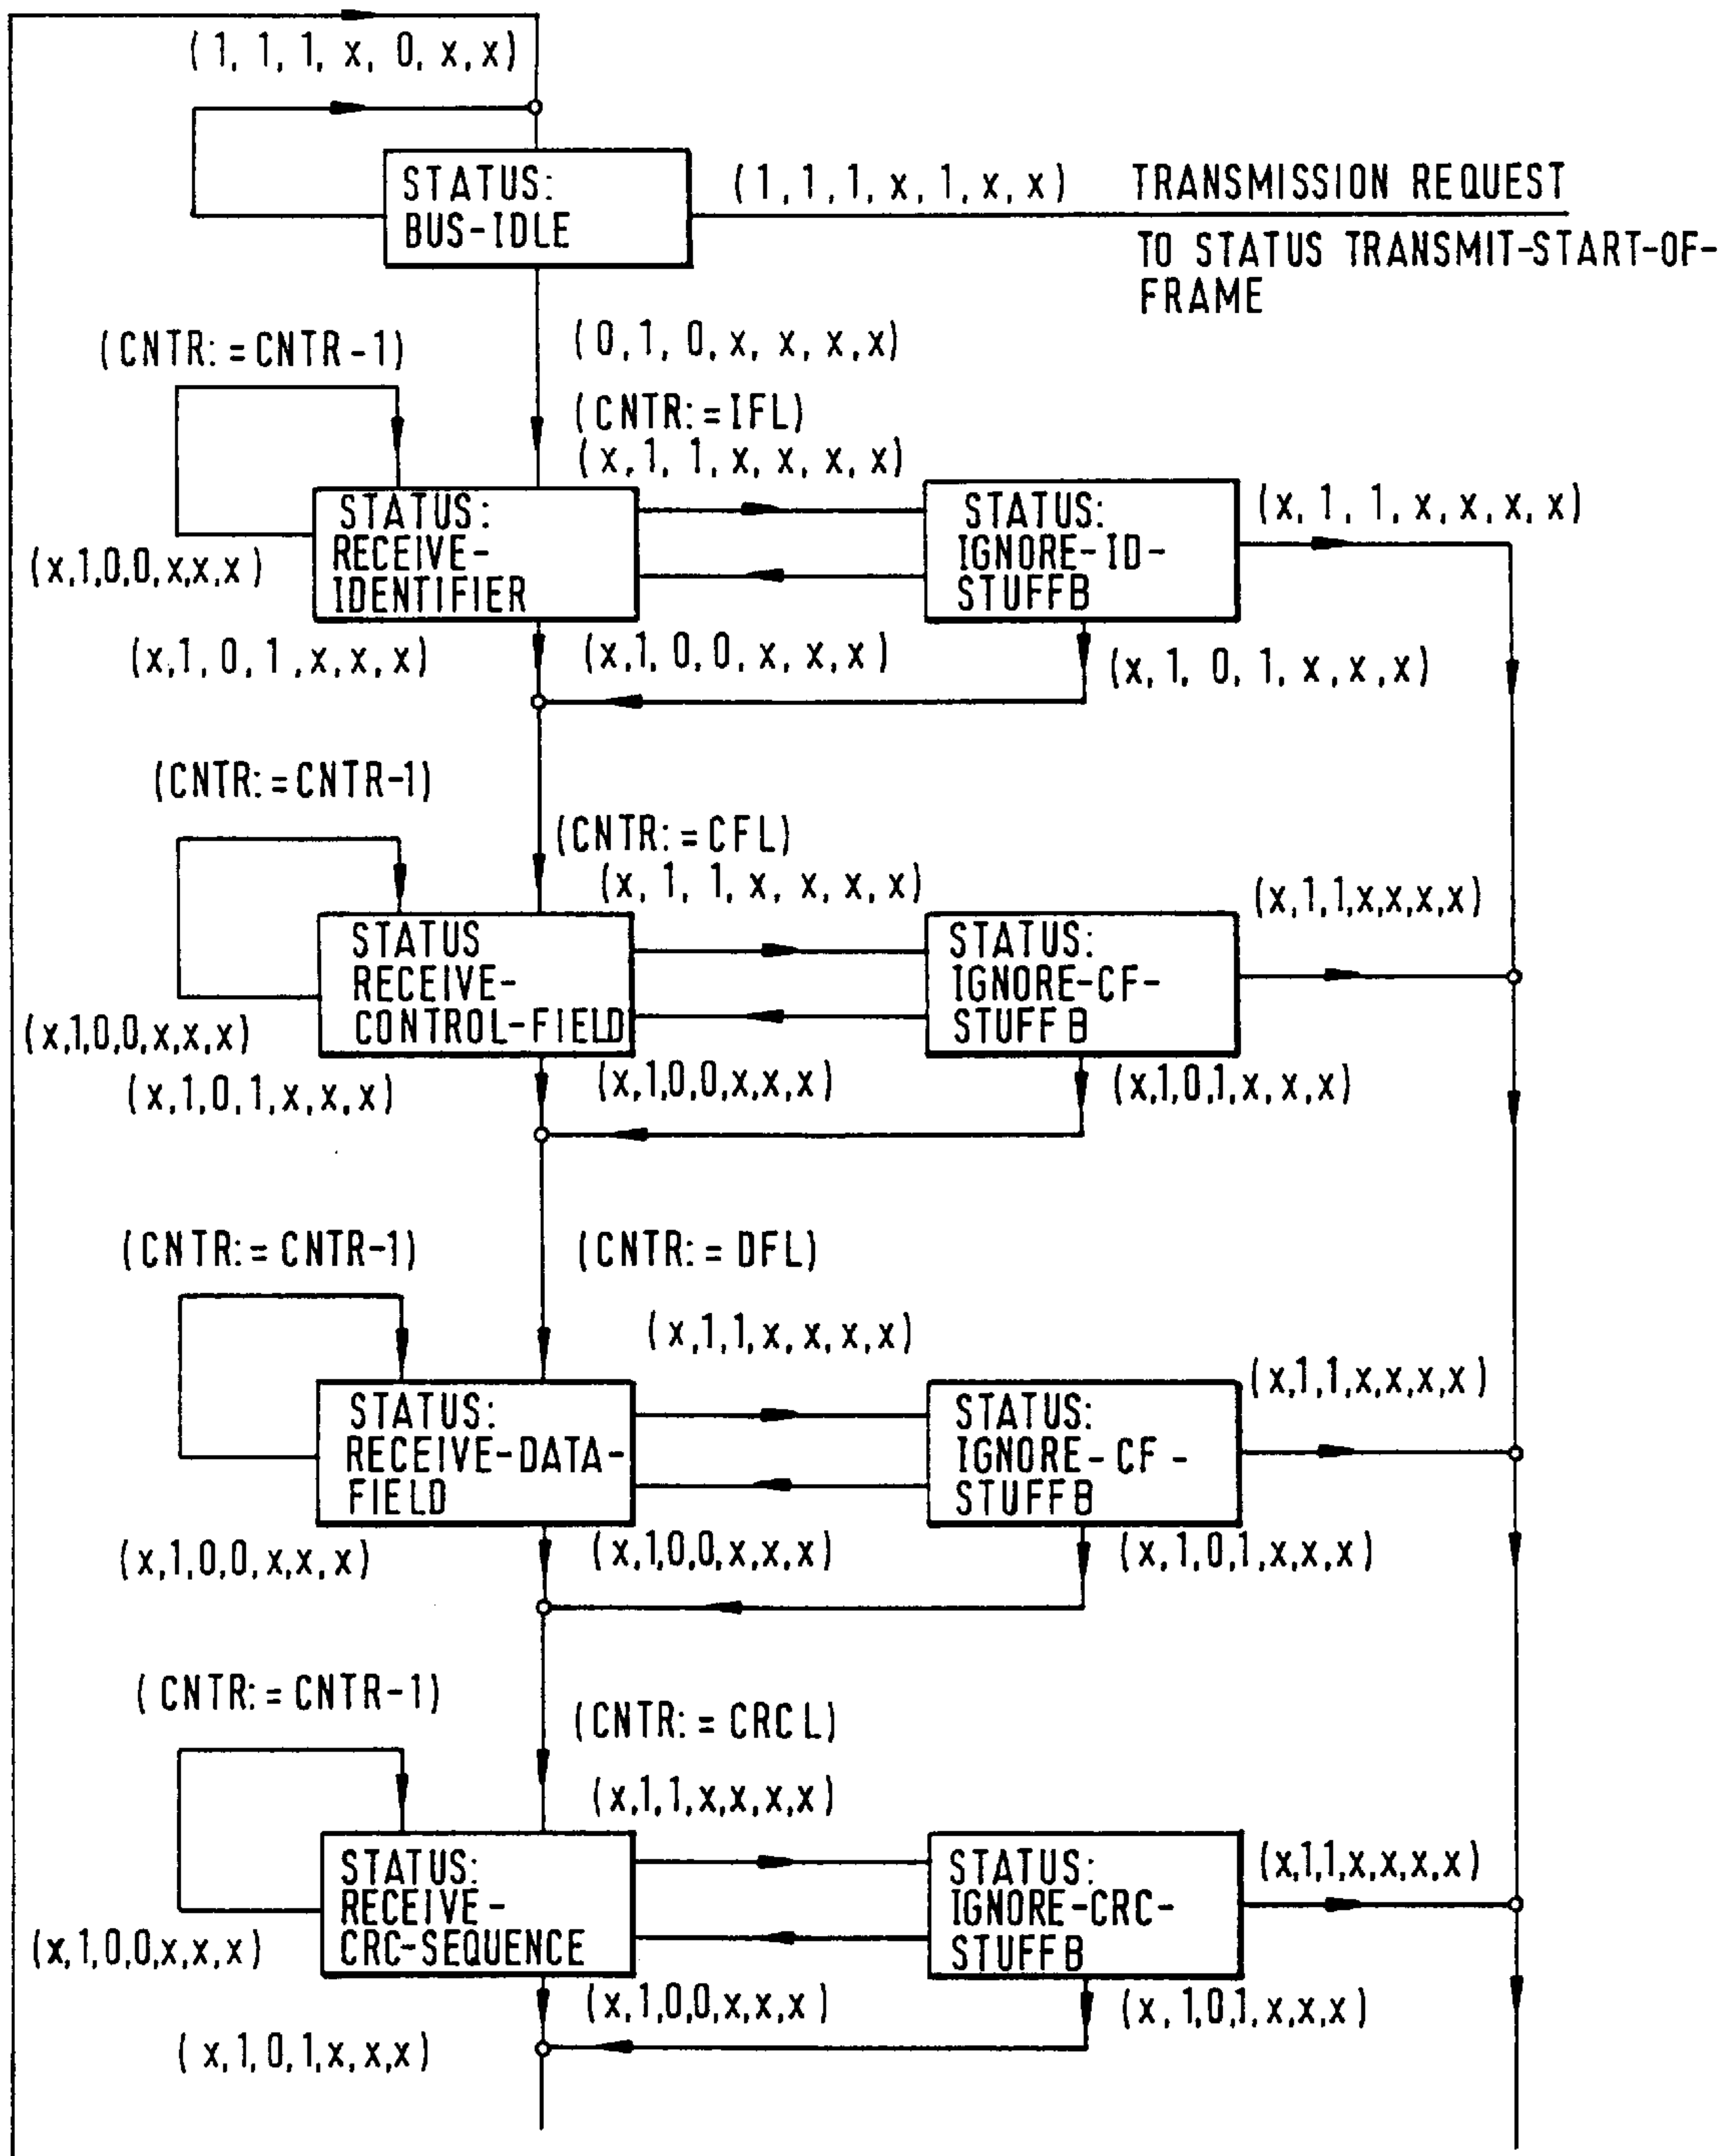 (1, 1, 1, x, 0, x, x)
STATUS:
BUS-IDLE
(1, 1, 1, x, 1, x, x) TRANSMISSION REQUEST
TO STATUS TRANSMIT-START-OF-
FRAME
(CNTR:=CNTR-1)
(0, 1, 0, x, x, x, x)
(CNTR:=IFL)
(x, 1, 1, x, x, x, x)
STATUS:
RECEIVE-
IDENTIFIER
STATUS:
IGNORE-ID-
STUFFB
(x, 1, 1, x, x, x, x)
(x,1,0,0,x,x,x)
(x,1,0,1,x,x,x)
(x,1,0,0,x,x,x)
(x,1,0,1,x,x,x)
(CNTR:=CNTR-1)
(CNTR:=CFL)
(x, 1, 1, x, x, x, x)
STATUS
RECEIVE-
CONTROL-FIELD
STATUS:
IGNORE-CF-
STUFFB
(x,1,1,x,x,x,x)
(x,1,0,0,x,x,x)
(x,1,0,1,x,x,x)
(x,1,0,0,x,x,x)
(x,1,0,1,x,x,x)
(CNTR:=CNTR-1)
(CNTR:=DFL)
(x,1,1,x,x,x,x)
STATUS:
RECEIVE-DATA-
FIELD
STATUS:
IGNORE-CF-
STUFFB
(x,1,1,x,x,x,x)
(x,1,0,0,x,x,x)
(x,1,0,0,x,x,x)
(x,1,0,1,x,x,x)
(CNTR:=CNTR-1)
(CNTR:=CRCL)
(x,1,1,x,x,x,x)
STATUS:
RECEIVE-
CRC-SEQUENCE
STATUS:
IGNORE-CRC-
STUFFB
(x,1,1,x,x,x,x)
(x,1,0,0,x,x,x)
(x,1,0,0,x,x,x)
(x,1,0,1,x,x,x)
(x,1,0,1,x,x,x)